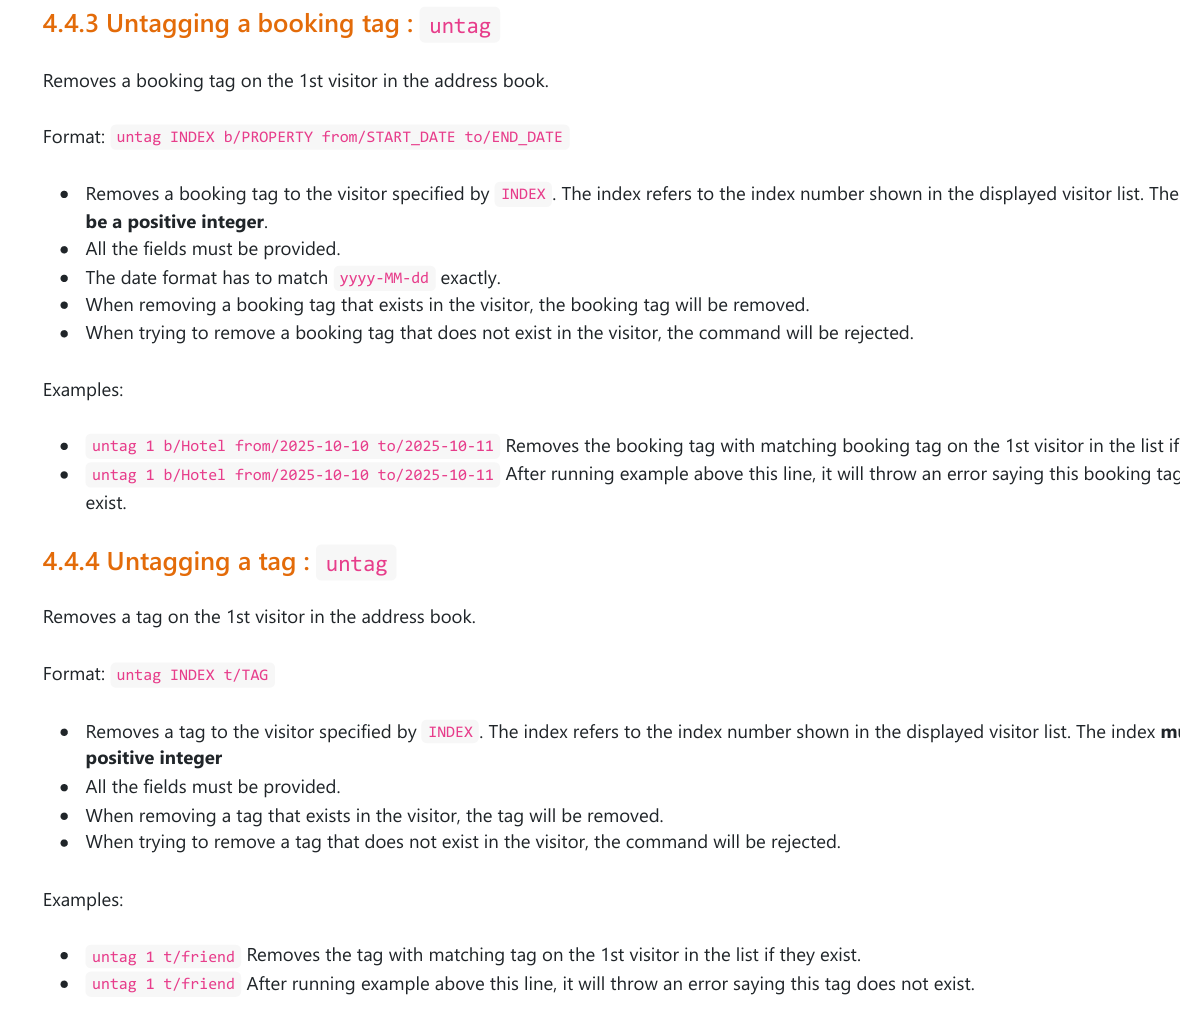 4.4.3 Untagging a booking tag : untag
Removes a booking tag on the 1st visitor in the address book.
Format: untag INDEX b/PROPERTY from/START_DATE to/END_DATE
● Removes a booking tag to the visitor specified by INDEX . The index refers to the index number shown in the displayed visitor list. The
be a positive integer.
● All the fields must be provided.
● The date format has to match yyyy-MM-dd exactly.
● When removing a booking tag that exists in the visitor, the booking tag will be removed.
● When trying to remove a booking tag that does not exist in the visitor, the command will be rejected.
Examples:
● untag 1 b/Hotel from/2025-10-10 to/2025-10-11 Removes the booking tag with matching booking tag on the 1st visitor in the list if
● untag 1 b/Hotel from/2025-10-10 to/2025-10-11 After running example above this line, it will throw an error saying this booking tag
exist.
4.4.4 Untagging a tag : untag
Removes a tag on the 1st visitor in the address book.
Format: untag INDEX t/TAG
● Removes a tag to the visitor specified by INDEX . The index refers to the index number shown in the displayed visitor list. The index
positive integer
● All the fields must be provided.
● When removing a tag that exists in the visitor, the tag will be removed.
● When trying to remove a tag that does not exist in the visitor, the command will be rejected.
Examples:
● untag 1 t/friend Removes the tag with matching tag on the 1st visitor in the list if they exist.
● untag 1 t/friend After running example above this line, it will throw an error saying this tag does not exist.